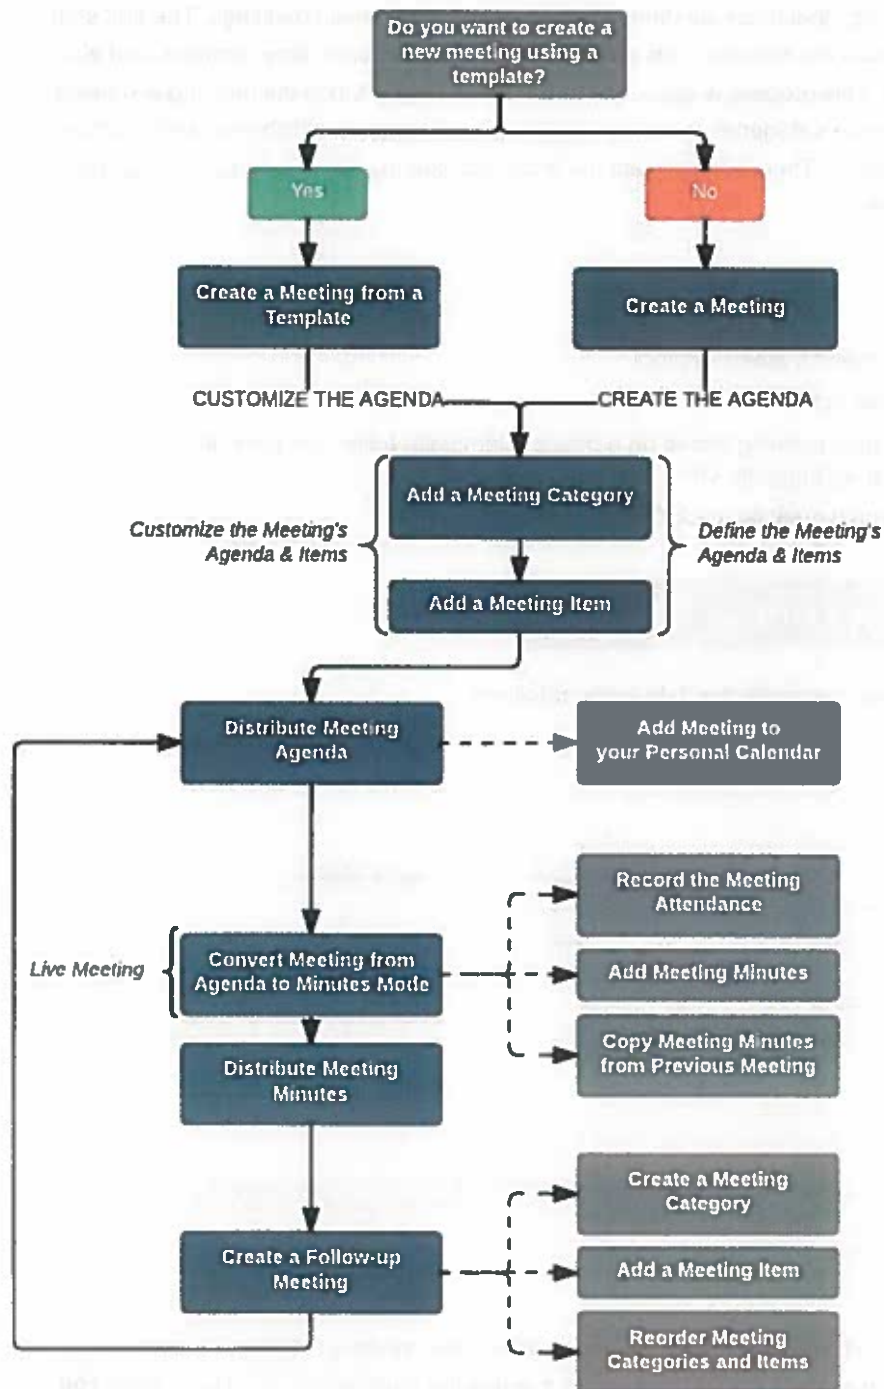 Do you want to create a
new meeting using a
template?
Yes
No
Create a Meeting from a
Template
Create a Meeting
CUSTOMIZE THE AGENDA
CREATE THE AGENDA
Add a Meeting Category
Customize the Meeting's
Agenda & Items
Define the Meeting's
Agenda & Items
Add a Meeting Item
Distribute Meeting
Agenda
Add Meeting to
your Personal Calendar
Record the Meeting
Attendance
Live Meeting
Convert Meeting from
Agenda to Minutes Mode
Add Meeting Minutes
Copy Meeting Minutes
from Previous Meeting
Distribute Meeting
Minutes
Create a Meeting
Category
Create a Follow-up
Meeting
Add a Meeting Item
Reorder Meeting
Categories and Items